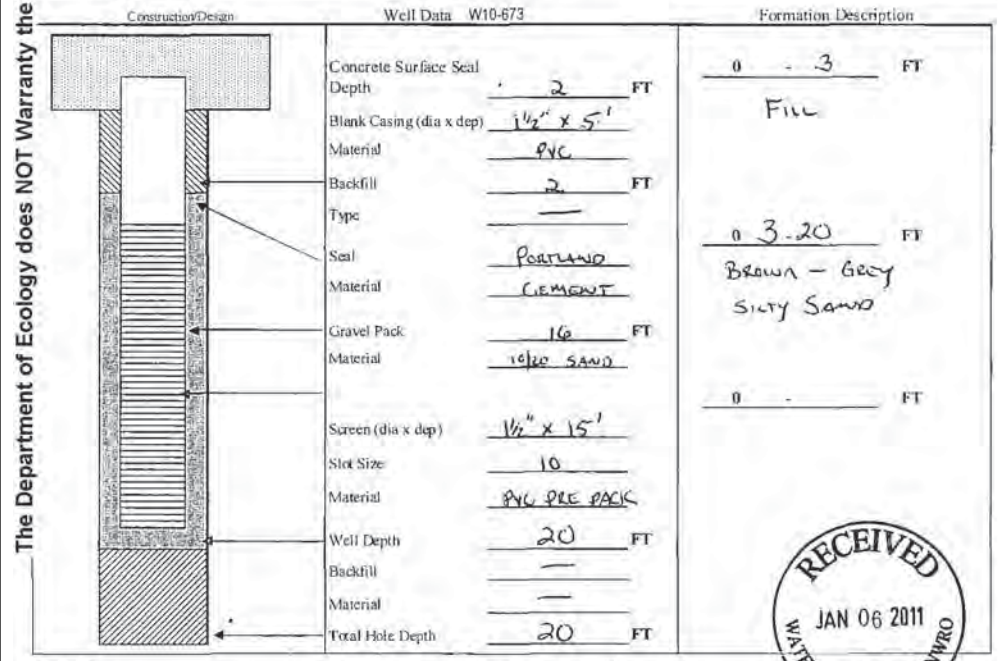 The Department of Ecology does NOT Warranty the
Construction/Design
Well Data W10-673
Formation Description
Concrete Surface Seal
Depth 2 FT
Blank Casing (dia x dep) 1 1/2" x 5'
Material PVC
Backfill 2 FT
Type —
Seal PORTLAND
Material CEMENT
Gravel Pack 16 FT
Material 10/20 SAND
Screen (dia x dep) 1 1/2" x 15'
Slot Size 10
Material PVC PRE PACK
Well Depth 20 FT
Backfill —
Material —
Total Hole Depth 20 FT
0 - 3 FT
FILL
0 3-20 FT
BROWN - GREY
SILTY SAND
0 - FT
RECEIVED
JAN 06 2011